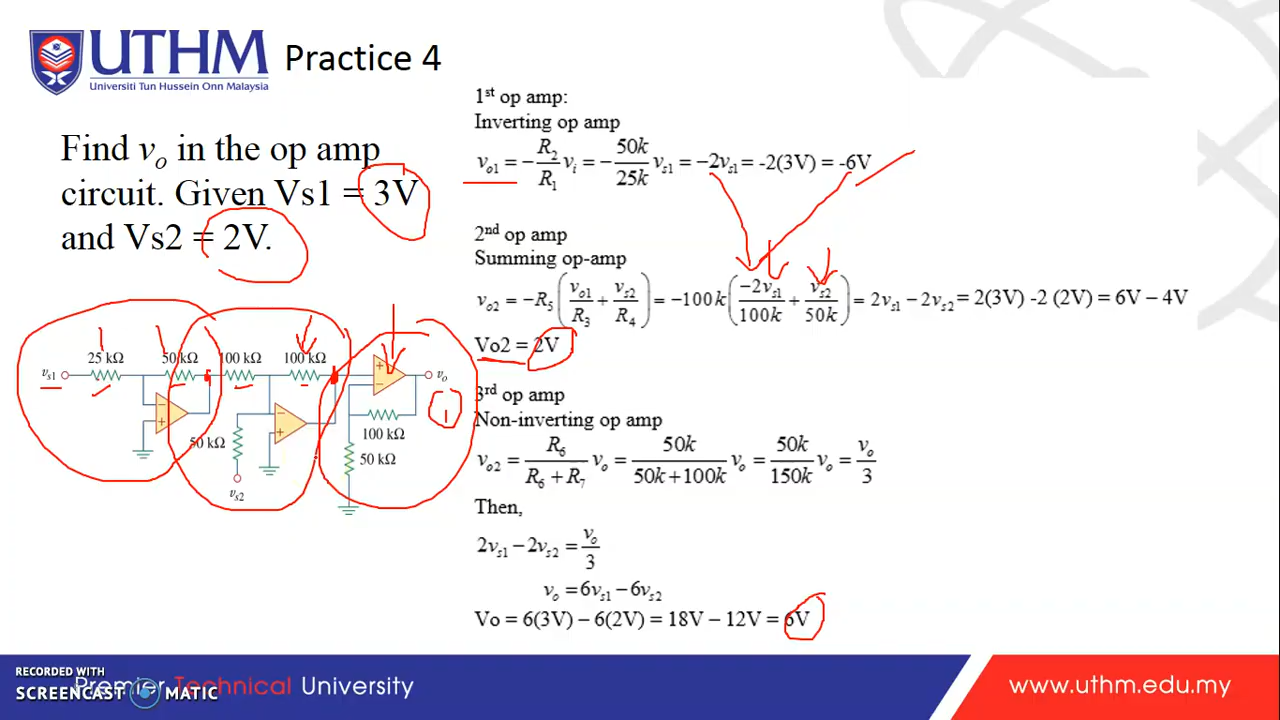 UTHM
Universiti Tun Hussein Onn Malaysia
Practice 4
Find vo in the op amp
circuit. Given Vs1 = 3V
and Vs2 = 2V.
25 kΩ
50 kΩ
100 kΩ
100 kΩ
vs1
vo
1
50 kΩ
100 kΩ
50 kΩ
vs2
1st op amp:
Inverting op amp
vo1 = −R2/R1 vi = −50k/25k vs1 = −2vs1 = -2(3V) = -6V
2nd op amp
Summing op-amp
vo2 = −R5(vo1/R3 + vs2/R4) = −100k(−2vs1/100k + vs2/50k) = 2vs1 − 2vs2 = 2(3V) -2 (2V) = 6V − 4V
Vo2 = 2V
3rd op amp
Non-inverting op amp
vo2 = R6/(R6 + R7) vo = 50k/(50k+100k) vo = 50k/150k vo = vo/3
Then,
2vs1 − 2vs2 = vo/3
vo = 6vs1 − 6vs2
Vo = 6(3V) − 6(2V) = 18V − 12V = 6V
RECORDED WITH
SCREENCAST MATIC
Premier Technical University
www.uthm.edu.my